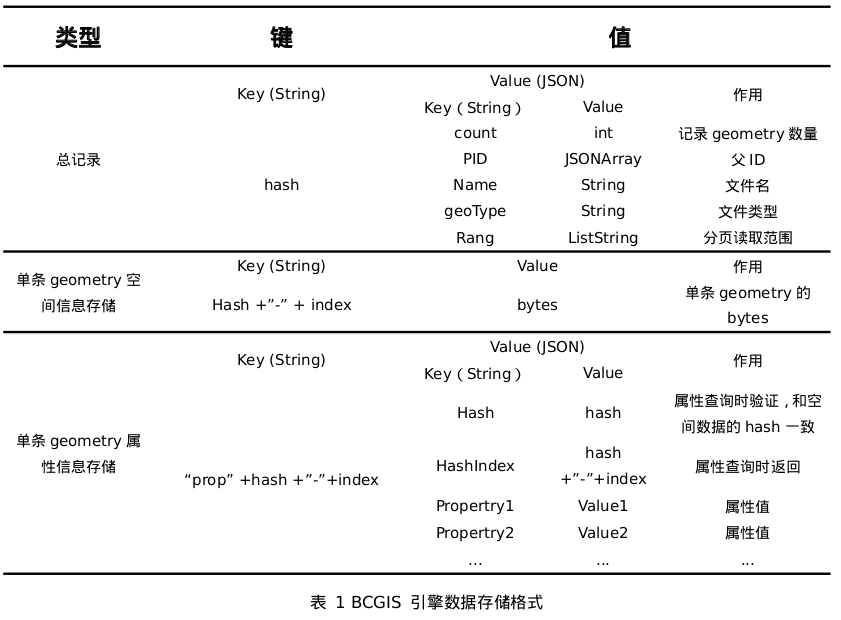 类型 键 值
Key (String) Value (JSON) 作用
Key ( String ) Value
总记录 hash count int 记录 geometry 数量
PID JSONArray 父 ID
Name String 文件名
geoType String 文件类型
Rang ListString 分页读取范围
单条 geometry 空
间信息存储
Key (String) Value 作用
Hash +”-” + index bytes 单条 geometry 的
bytes
单条 geometry 属
性信息存储
Key (String) Value (JSON) 作用
Key ( String ) Value
“prop” +hash +”-”+index
Hash hash 属性查询时验证 , 和空
间数据的 hash 一致
HashIndex hash
+”-”+index
属性查询时返回
Propertry1 Value1 属性值
Propertry2 Value2 属性值
... ... ...
表 1 BCGIS 引擎数据存储格式